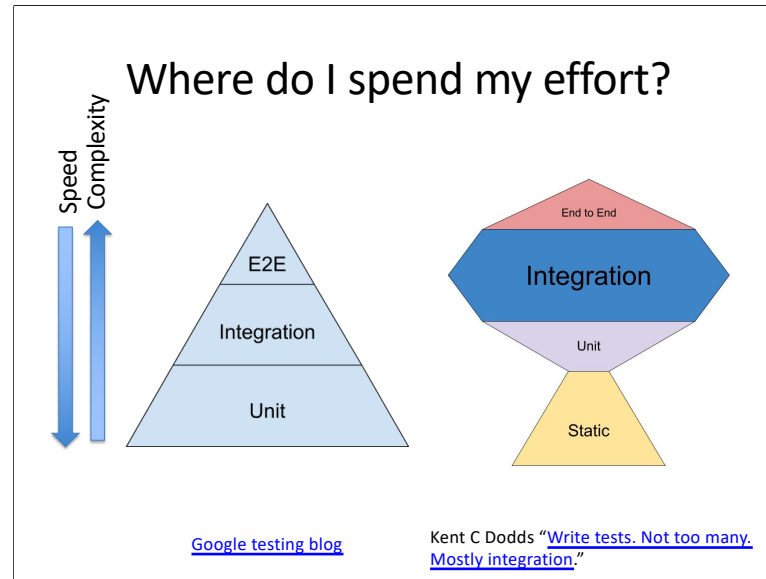 Where do I spend my effort?
Speed
Complexity
E2E
Integration
Unit
End to End
Integration
Unit
Static
Google testing blog
Kent C Dodds “Write tests. Not too many.
Mostly integration.”